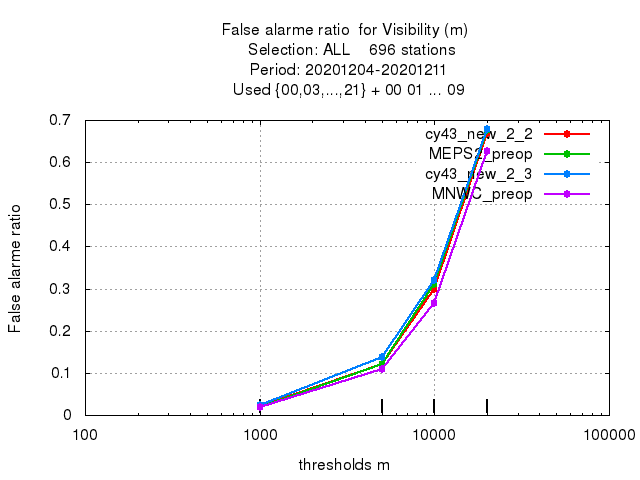 False alarme ratio  for Visibility (m)
Selection: ALL    696 stations
Period: 20201204-20201211
Used {00,03,...,21} + 00 01 ... 09
0.7
0.6
0.5
0.4
0.3
0.2
0.1
0
False alarme ratio
cy43_new_2_2
MEPS2_preop
cy43_new_2_3
MNWC_preop
100 1000 10000 100000
thresholds m